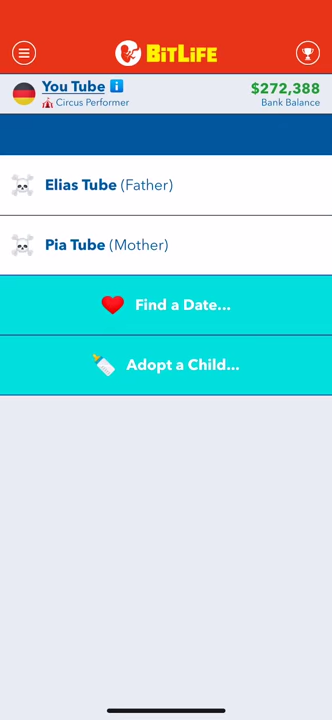 BITLIFE
You Tube
$272,388
Circus Performer
Bank Balance
Elias Tube (Father)
Pia Tube (Mother)
Find a Date...
Adopt a Child...